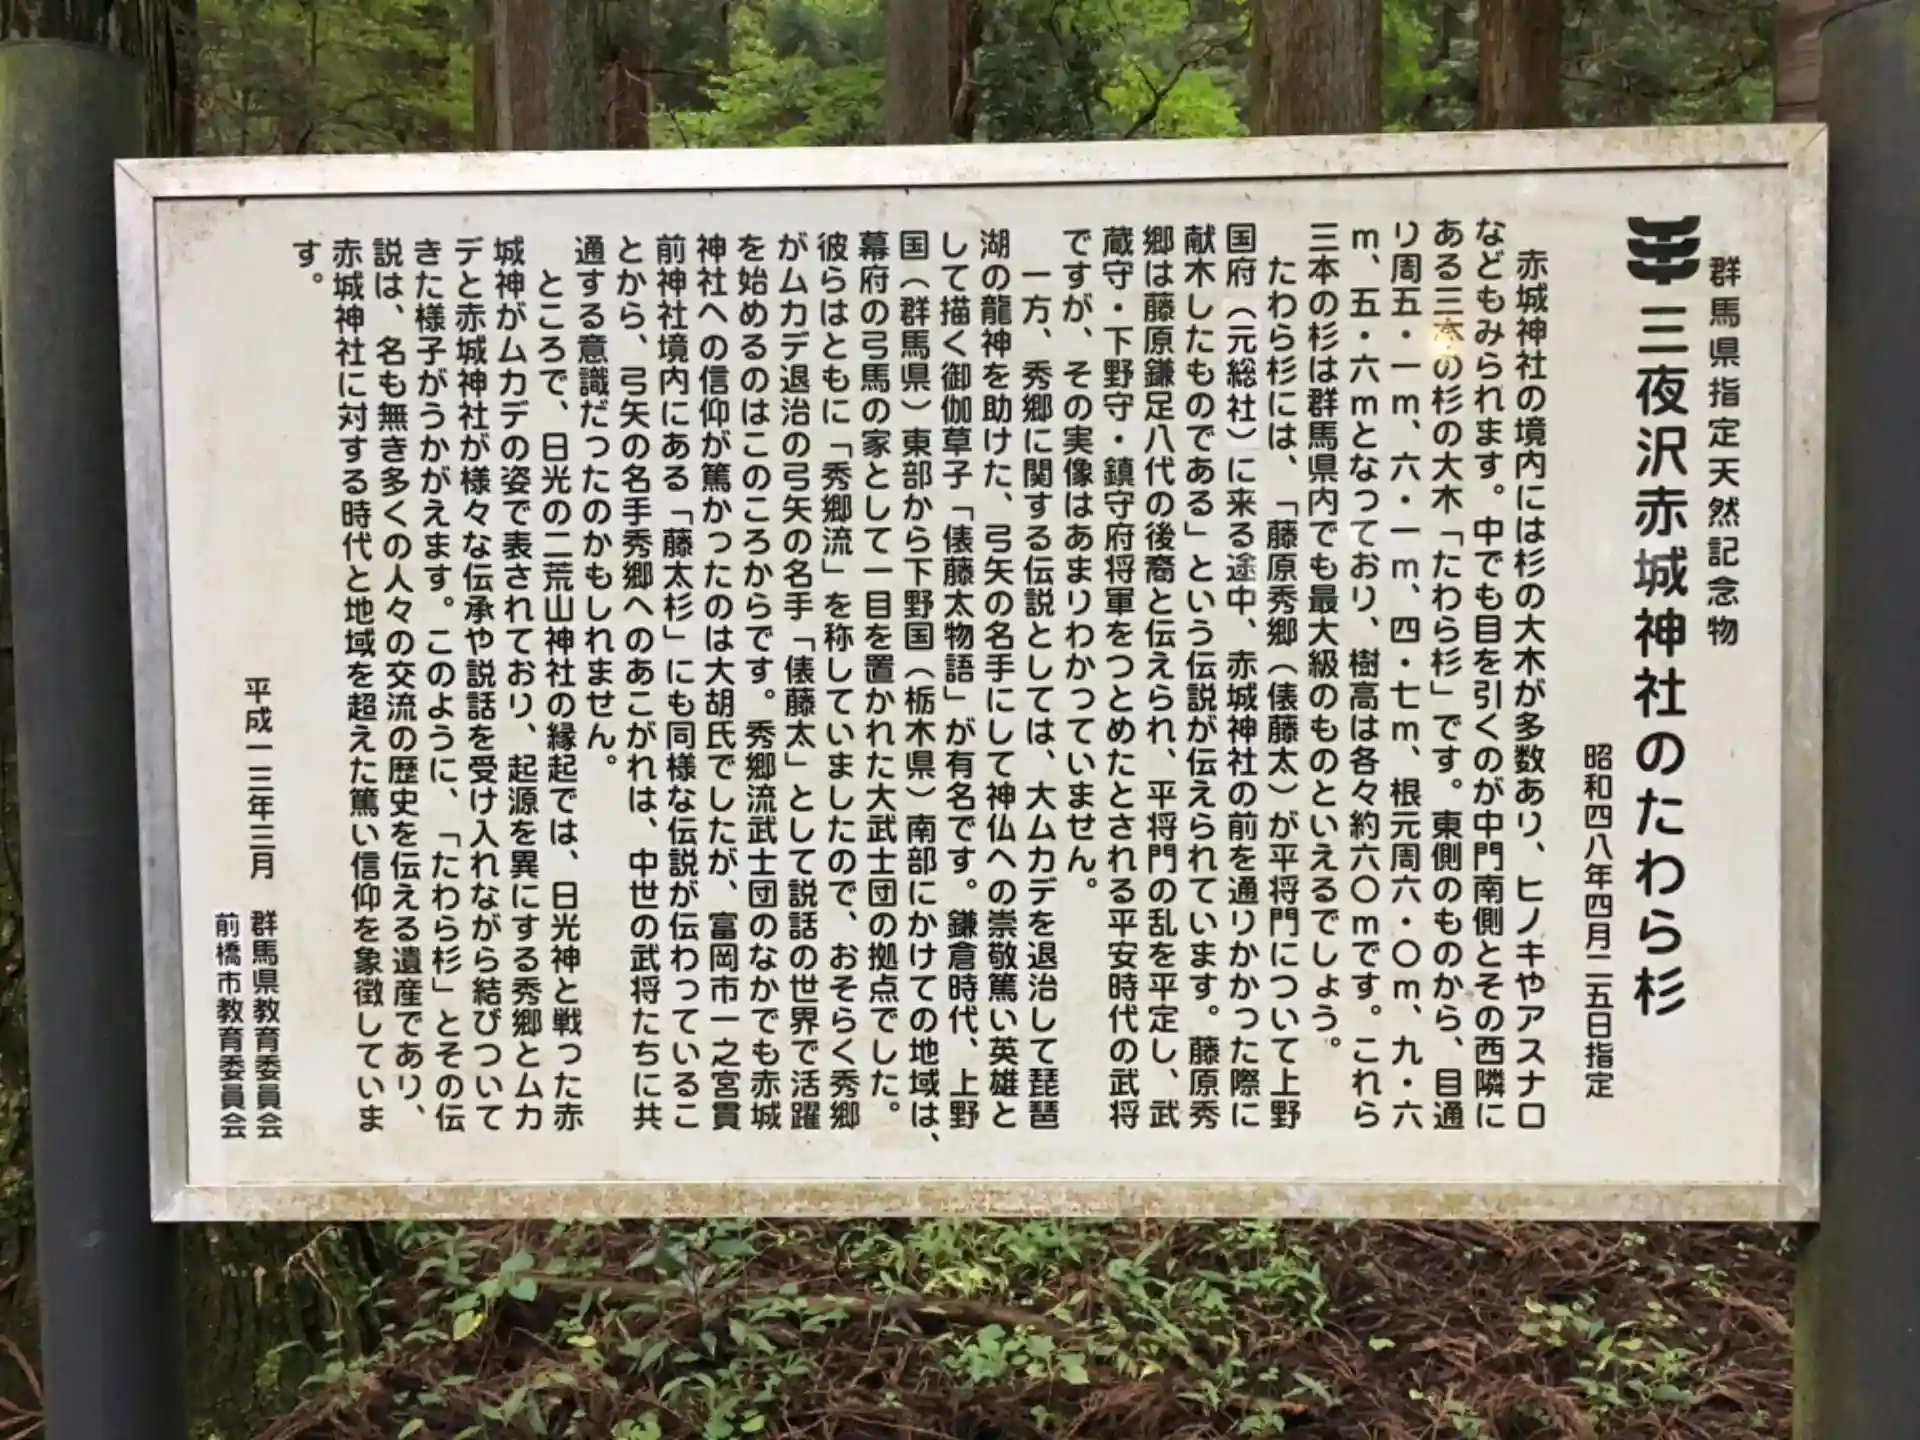 群馬県指定天然記念物
三夜沢赤城神社のたわら杉
昭和四八年四月二五日指定
赤城神社の境内には杉の大木が多数あり、ヒノキやアスナロ
などもみられます。中でも目を引くのが中門南側とその西隣に
ある三本の杉の大木「たわら杉」です。東側のものから、目通
り周五・一m、六・一m、四・七m、根元周六・〇m、九・六
m、五・六mとなっており、樹高は各々約六〇mです。これら
三本の杉は群馬県内でも最大級のものといえるでしょう。
たわら杉には、「藤原秀郷（俵藤太）が平将門について上野
国府（元総社）に来る途中、赤城神社の前を通りかかった際に
献木したものである」という伝説が伝えられています。藤原秀
郷は藤原鎌足八代の後裔と伝えられ、平将門の乱を平定し、武
蔵守・下野守・鎮守府将軍をつとめたとされる平安時代の武将
ですが、その実像はあまりわかっていません。
一方、秀郷に関する伝説としては、大ムカデを退治して琵琶
湖の龍神を助けた、弓矢の名手にして神仏への崇敬篤い英雄と
して描く御伽草子「俵藤太物語」が有名です。鎌倉時代、上野
国（群馬県）東部から下野国（栃木県）南部にかけての地域は、
幕府の弓馬の家として一目を置かれた大武士団の拠点でした。
彼らはともに「秀郷流」を称していましたので、おそらく秀郷
がムカデ退治の弓矢の名手「俵藤太」として説話の世界で活躍
を始めるのはこのころからです。秀郷流武士団のなかでも赤城
神社への信仰が篤かったのは大胡氏でしたが、富岡市一之宮貫
前神社境内にある「藤太杉」にも同様な伝説が伝わっているこ
とから、弓矢の名手秀郷へのあこがれは、中世の武将たちに共
通する意識だったのかもしれません。
ところで、日光の二荒山神社の縁起では、日光神と戦った赤
城神がムカデの姿で表されており、起源を異にする秀郷とムカ
デと赤城神社が様々な伝承や説話を受け入れながら結びついて
きた様子がうかがえます。このように、「たわら杉」とその伝
説は、名も無き多くの人々の交流の歴史を伝える遺産であり、
赤城神社に対する時代と地域を超えた篤い信仰を象徴していま
す。
平成一三年三月
群馬県教育委員会
前橋市教育委員会